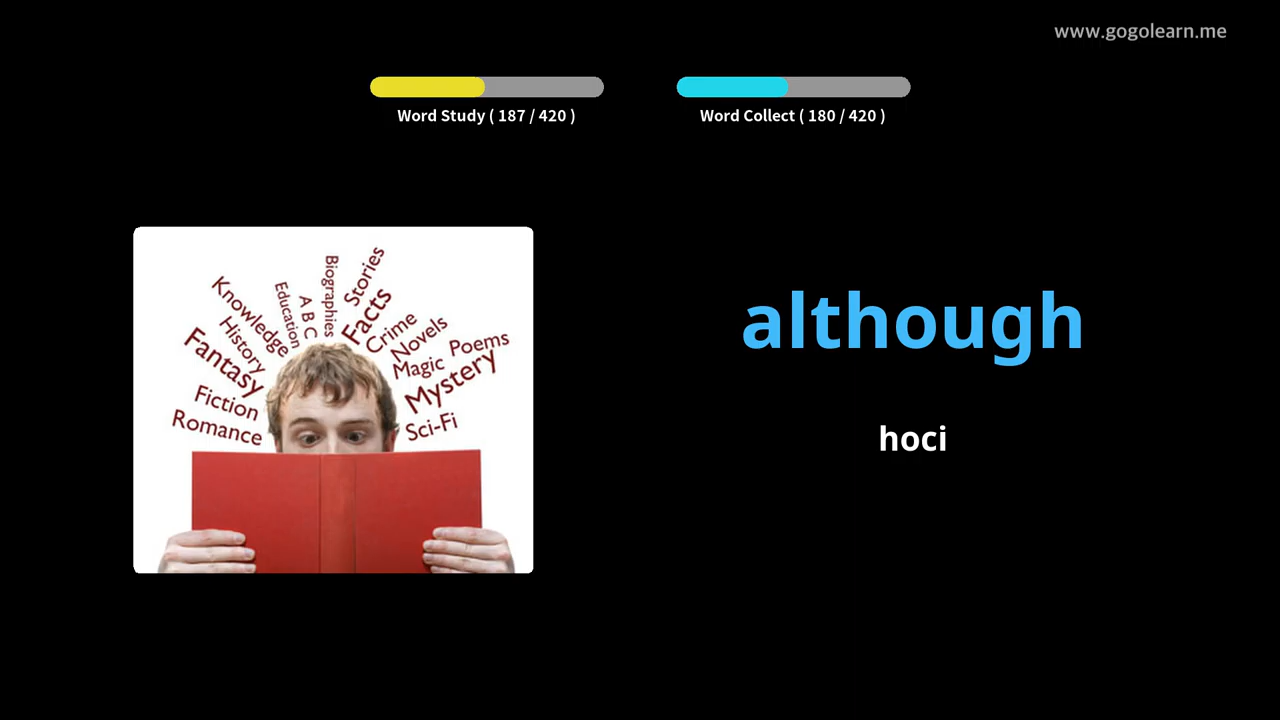 www.gogolearn.me
Word Study ( 187 / 420 )
Word Collect ( 180 / 420 )
Knowledge
History
Fantasy
Fiction
Romance
Education
A B C
Biographies
Stories
Facts
Crime
Novels
Magic
Poems
Mystery
Sci-Fi
although
hoci